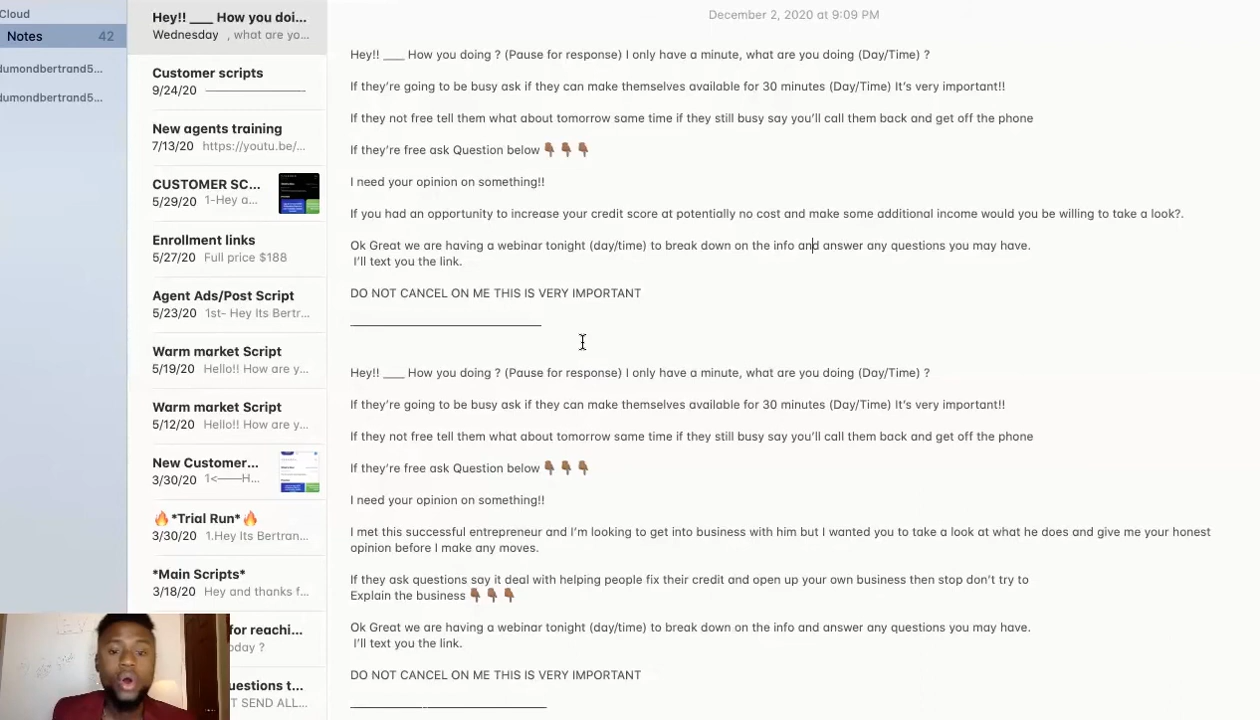 Cloud
Notes 42
dumondbertrand5...
dumondbertrand5...
Hey!! ___ How you doi...
Wednesday , what are yo...
Customer scripts
9/24/20 ——————————
New agents training
7/13/20 https://youtu.be/...
CUSTOMER SC...
5/29/20 1-Hey a...
Enrollment links
5/27/20 Full price $188
Agent Ads/Post Script
5/23/20 1st- Hey Its Bertr...
Warm market Script
5/19/20 Hello!! How are y...
Warm market Script
5/12/20 Hello!! How are y...
New Customer...
3/30/20 1<——H...
🔥*Trial Run*🔥
3/30/20 1.Hey Its Bertran...
*Main Scripts*
3/18/20 Hey and thanks f...
for reachi...
oday ?
uestions t...
T SEND ALL...
December 2, 2020 at 9:09 PM
Hey!! ___ How you doing ? (Pause for response) I only have a minute, what are you doing (Day/Time) ?
If they're going to be busy ask if they can make themselves available for 30 minutes (Day/Time) It's very important!!
If they not free tell them what about tomorrow same time if they still busy say you'll call them back and get off the phone
If they're free ask Question below 👇🏾👇🏾👇🏾
I need your opinion on something!!
If you had an opportunity to increase your credit score at potentially no cost and make some additional income would you be willing to take a look?.
Ok Great we are having a webinar tonight (day/time) to break down on the info and answer any questions you may have.
I'll text you the link.
DO NOT CANCEL ON ME THIS IS VERY IMPORTANT
Hey!! ___ How you doing ? (Pause for response) I only have a minute, what are you doing (Day/Time) ?
If they're going to be busy ask if they can make themselves available for 30 minutes (Day/Time) It's very important!!
If they not free tell them what about tomorrow same time if they still busy say you'll call them back and get off the phone
If they're free ask Question below 👇🏾👇🏾👇🏾
I need your opinion on something!!
I met this successful entrepreneur and I'm looking to get into business with him but I wanted you to take a look at what he does and give me your honest
opinion before I make any moves.
If they ask questions say it deal with helping people fix their credit and open up your own business then stop don't try to
Explain the business 👇🏾👇🏾👇🏾
Ok Great we are having a webinar tonight (day/time) to break down on the info and answer any questions you may have.
I'll text you the link.
DO NOT CANCEL ON ME THIS IS VERY IMPORTANT